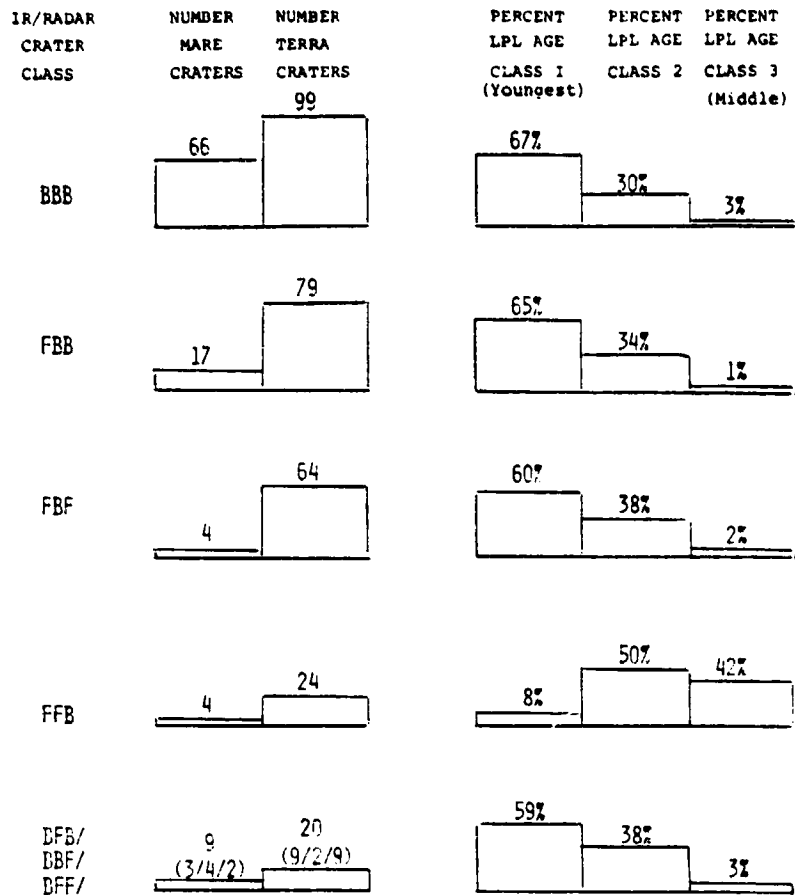 IR/RADAR NUMBER NUMBER PERCENT PERCENT PERCENT
CRATER MARE TERRA LPL AGE LPL AGE LPL AGE
CLASS CRATERS CRATERS CLASS I CLASS 2 CLASS 3
(Youngest) (Middle)
BBB 66 99 67% 30% 3%
FBB 17 79 65% 34% 1%
FBF 4 64 60% 38% 2%
FFB 4 24 8% 50% 42%
BFB/ 9 20 59% 38% 3%
BBF/ (3/4/2) (9/2/9)
BFF/